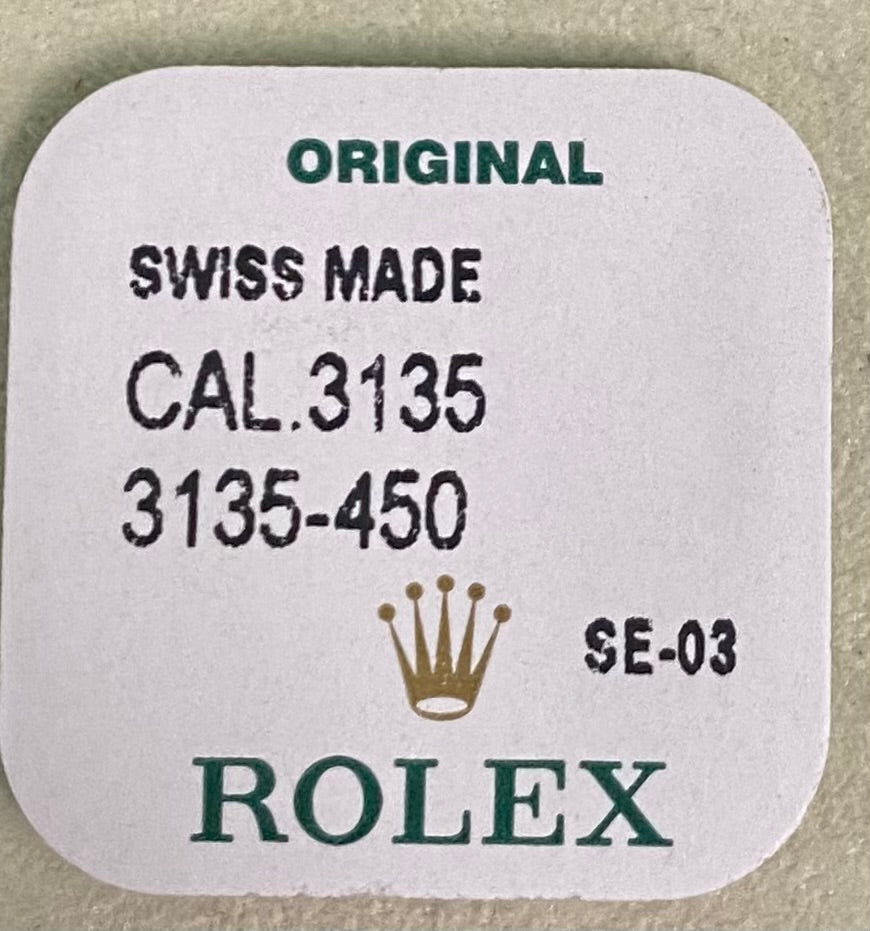 ORIGINAL
SWISS MADE
CAL.3135
3135-450
SE-03
ROLEX